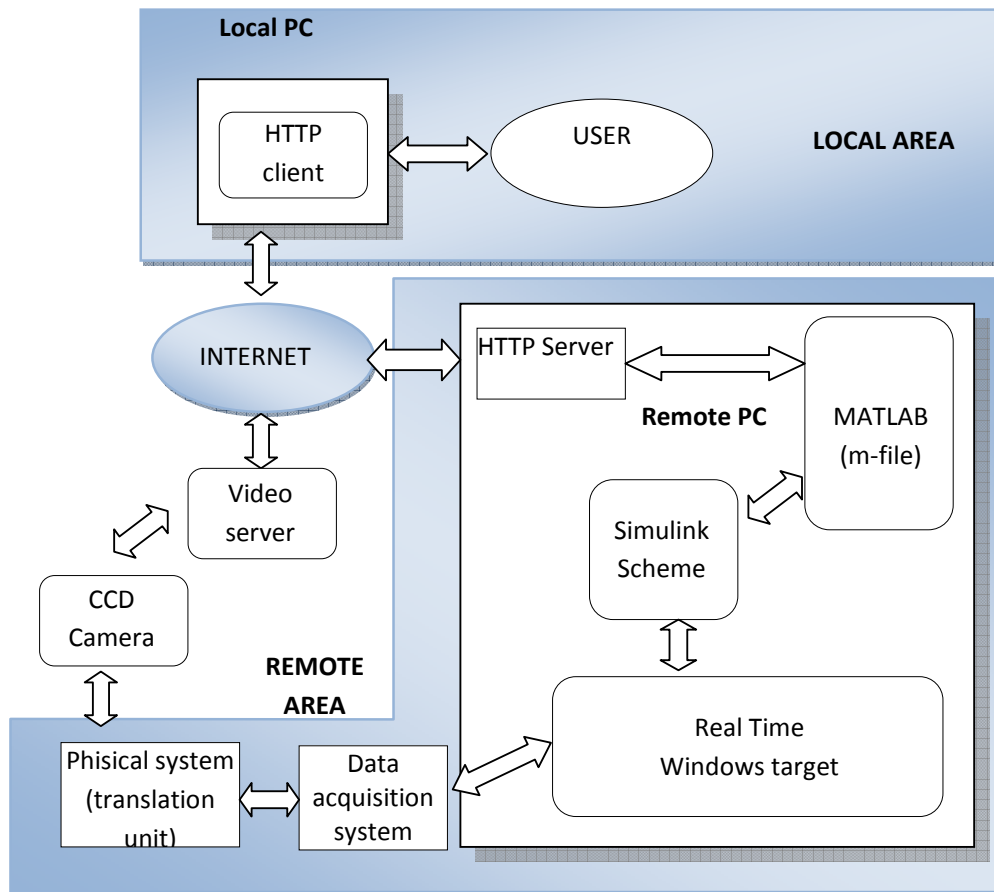 Local PC
HTTP
client
USER
LOCAL AREA
INTERNET
HTTP Server
MATLAB
(m-file)
Remote PC
Video
server
Simulink
Scheme
CCD
Camera
REMOTE
AREA
Real Time
Windows target
Phisical system
(translation
unit)
Data
acquisition
system